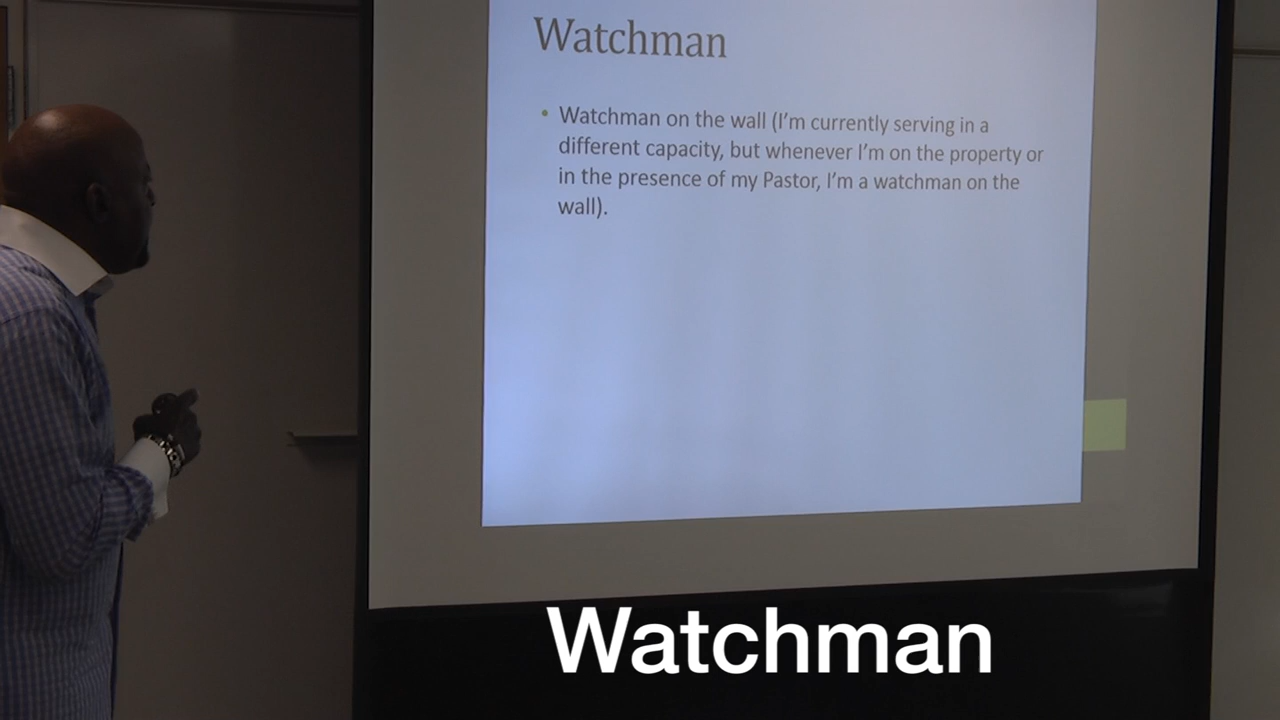 Watchman
• Watchman on the wall (I'm currently serving in a
different capacity, but whenever I'm on the property or
in the presence of my Pastor, I'm a watchman on the
wall).
Watchman